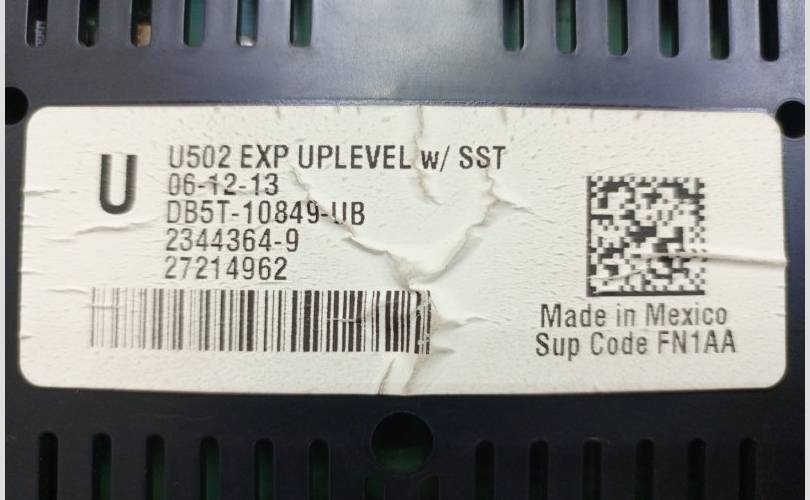 U
U502 EXP UPLEVEL w/ SST
06-12-13
DB5T-10849-UB
2344364-9
27214962
Made in Mexico
Sup Code FN1AA